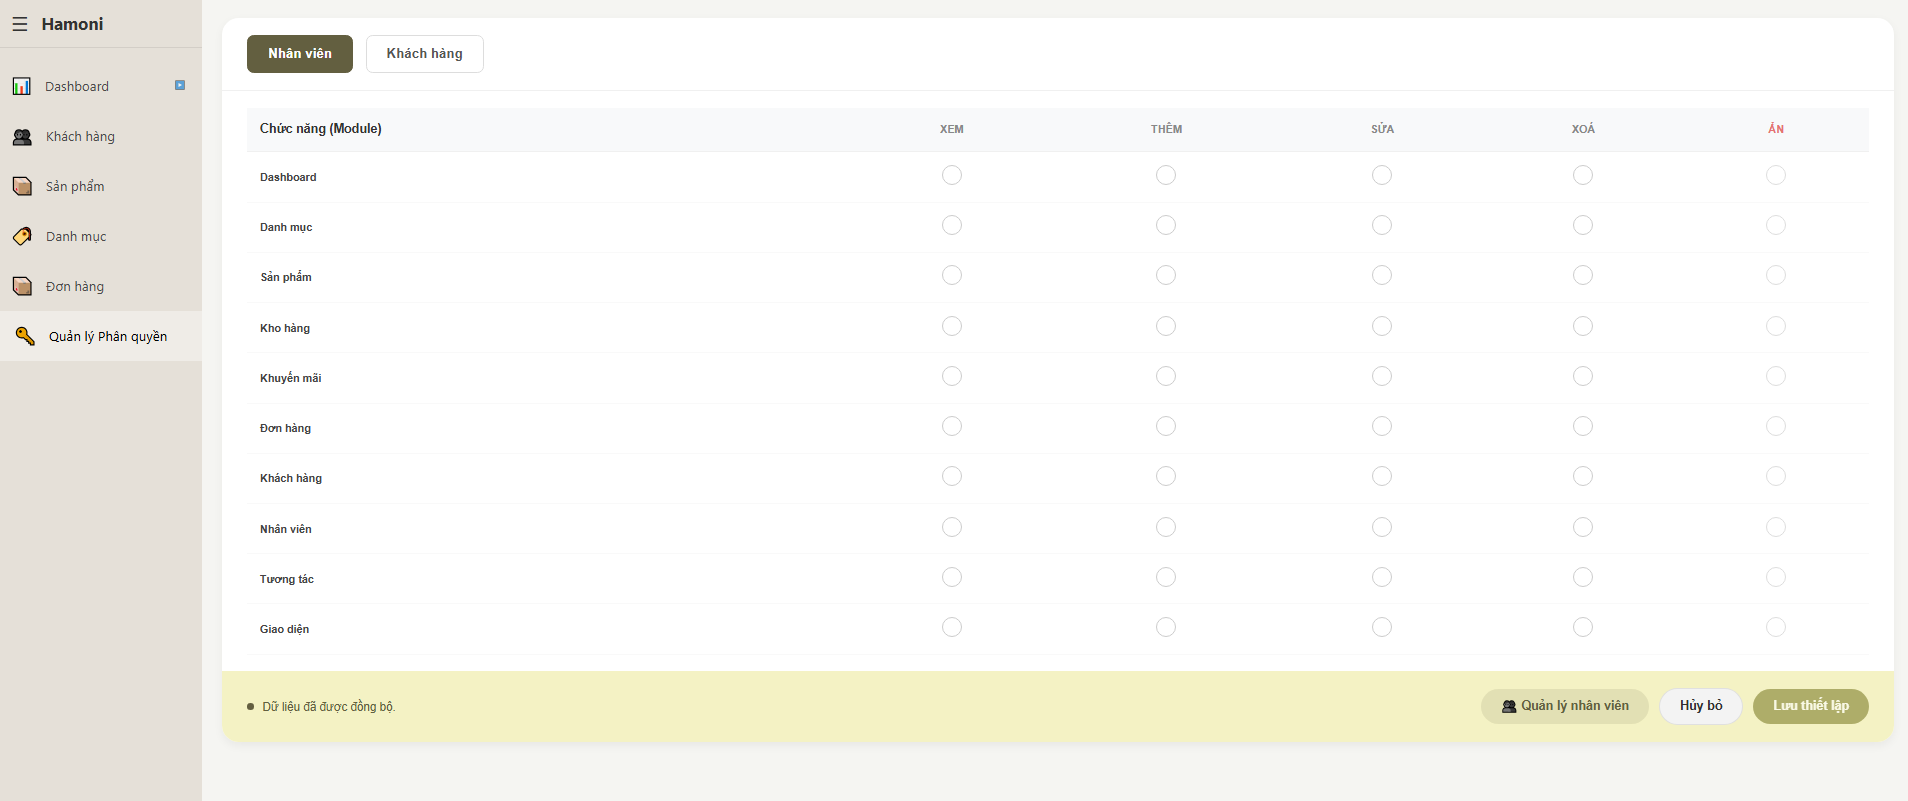 Hamoni
Nhân viên
Khách hàng
Dashboard
Khách hàng
Sản phẩm
Danh mục
Đơn hàng
Quản lý Phân quyền
Chức năng (Module) XEM THÊM SỬA XOÁ ẨN
Dashboard
Danh mục
Sản phẩm
Kho hàng
Khuyến mãi
Đơn hàng
Khách hàng
Nhân viên
Tương tác
Giao diện
Dữ liệu đã được đồng bộ.
Quản lý nhân viên
Hủy bỏ
Lưu thiết lập